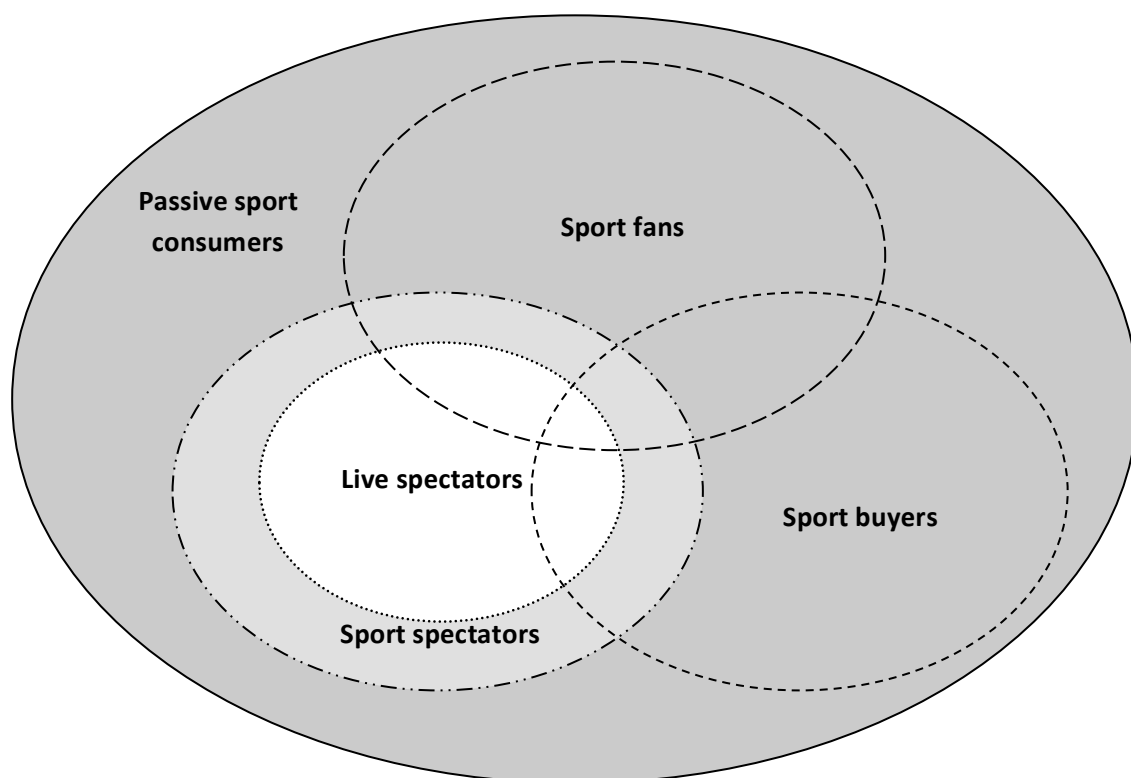 Passive sport
consumers
Sport fans
Live spectators
Sport buyers
Sport spectators